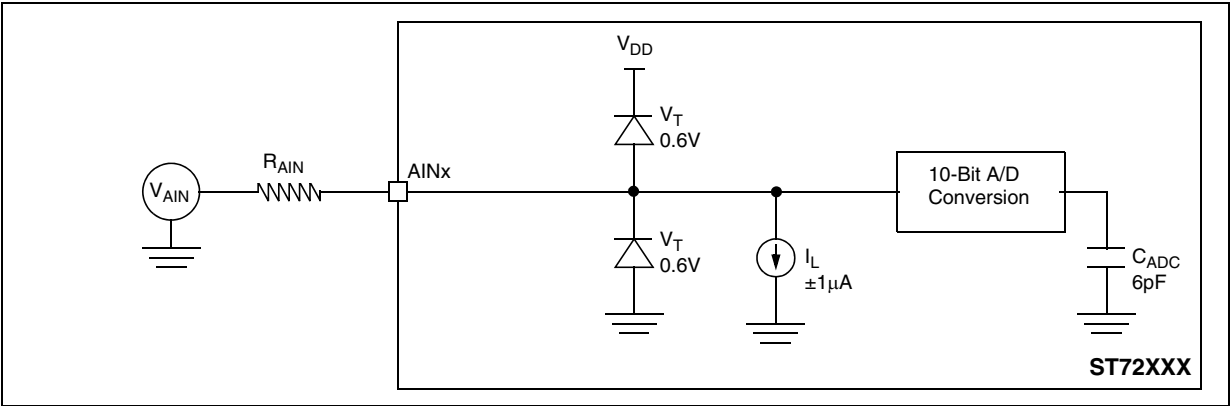 V_DD
V_T
0.6V
R_AIN
AINx
V_AIN
10-Bit A/D
Conversion
V_T
0.6V
I_L
±1µA
C_ADC
6pF
ST72XXX